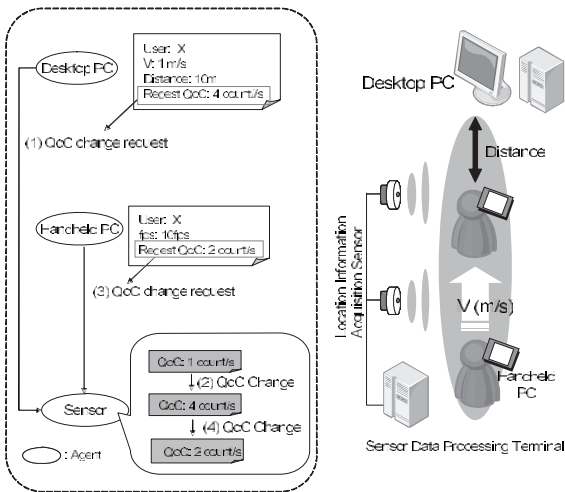 Desktop PC
User: X
V: 1 m/s
Distance: 10m
Reqest QoC: 4 count/s
(1) QoC change request
Handheld PC
User: X
fps: 10fps
Reqest QoC: 2 count/s
(3) QoC change request
QoC: 1 count/s
(2) QoC Change
QoC: 4 count/s
(4) QoC Change
QoC: 2 count/s
Sensor
: Agent
Desktop PC
Distance
Location Information
Acquisition Sensor
V (m/s)
Handheld
PC
Sensor Data Processing Terminal